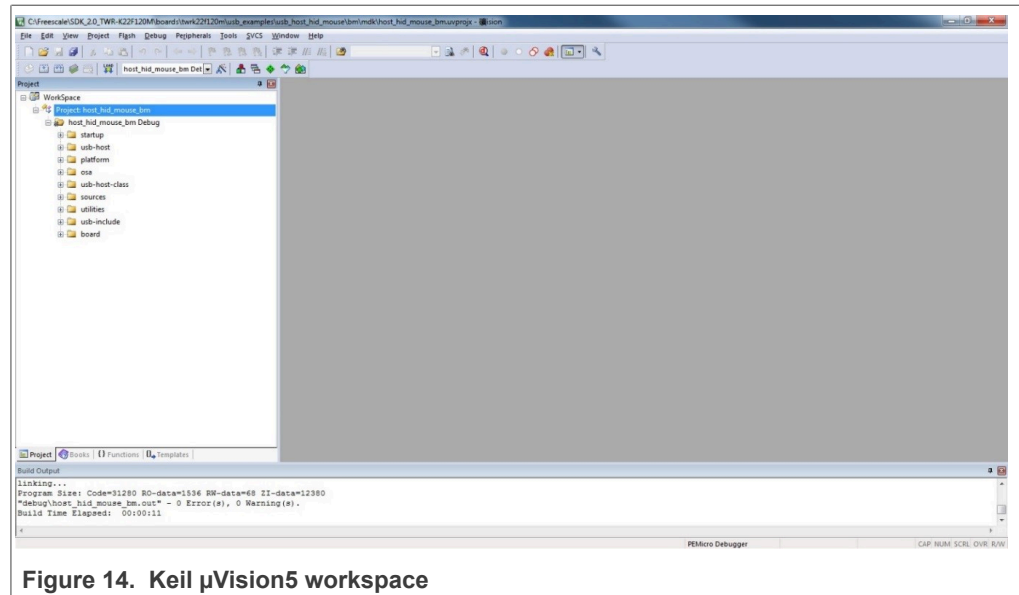 C:\Freescale\SDK_2.0_TWR-K22F120M\boards\twrk22f120m\usb_examples\usb_host_hid_mouse\bm\mdk\host_hid_mouse_bm.uvprojx - µVision
File Edit View Project Flash Debug Peripherals Tools SVCS Window Help
host_hid_mouse_bm Det
Project
WorkSpace
Project: host_hid_mouse_bm
host_hid_mouse_bm Debug
startup
usb-host
platform
osa
usb-host-class
sources
utilities
usb-include
board
Project Books {} Functions Templates
Build Output
linking...
Program Size: Code=31280 RO-data=1536 RW-data=68 ZI-data=12380
"debug\host_hid_mouse_bm.out" - 0 Error(s), 0 Warning(s).
Build Time Elapsed: 00:00:11
PEMicro Debugger CAP NUM SCRL OVR R/W
Figure 14. Keil µVision5 workspace